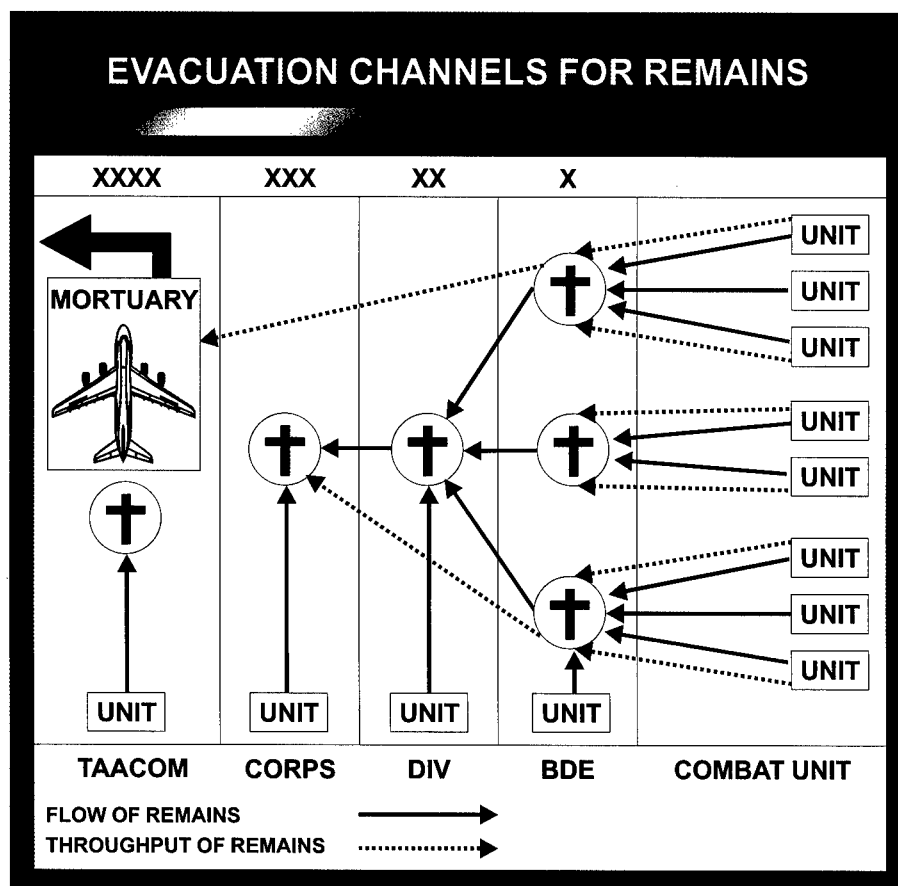 EVACUATION CHANNELS FOR REMAINS
XXXX XXX XX X
UNIT
MORTUARY
UNIT
UNIT
UNIT
UNIT
UNIT
UNIT
UNIT
UNIT UNIT UNIT UNIT
TAACOM CORPS DIV BDE COMBAT UNIT
FLOW OF REMAINS
THROUGHPUT OF REMAINS